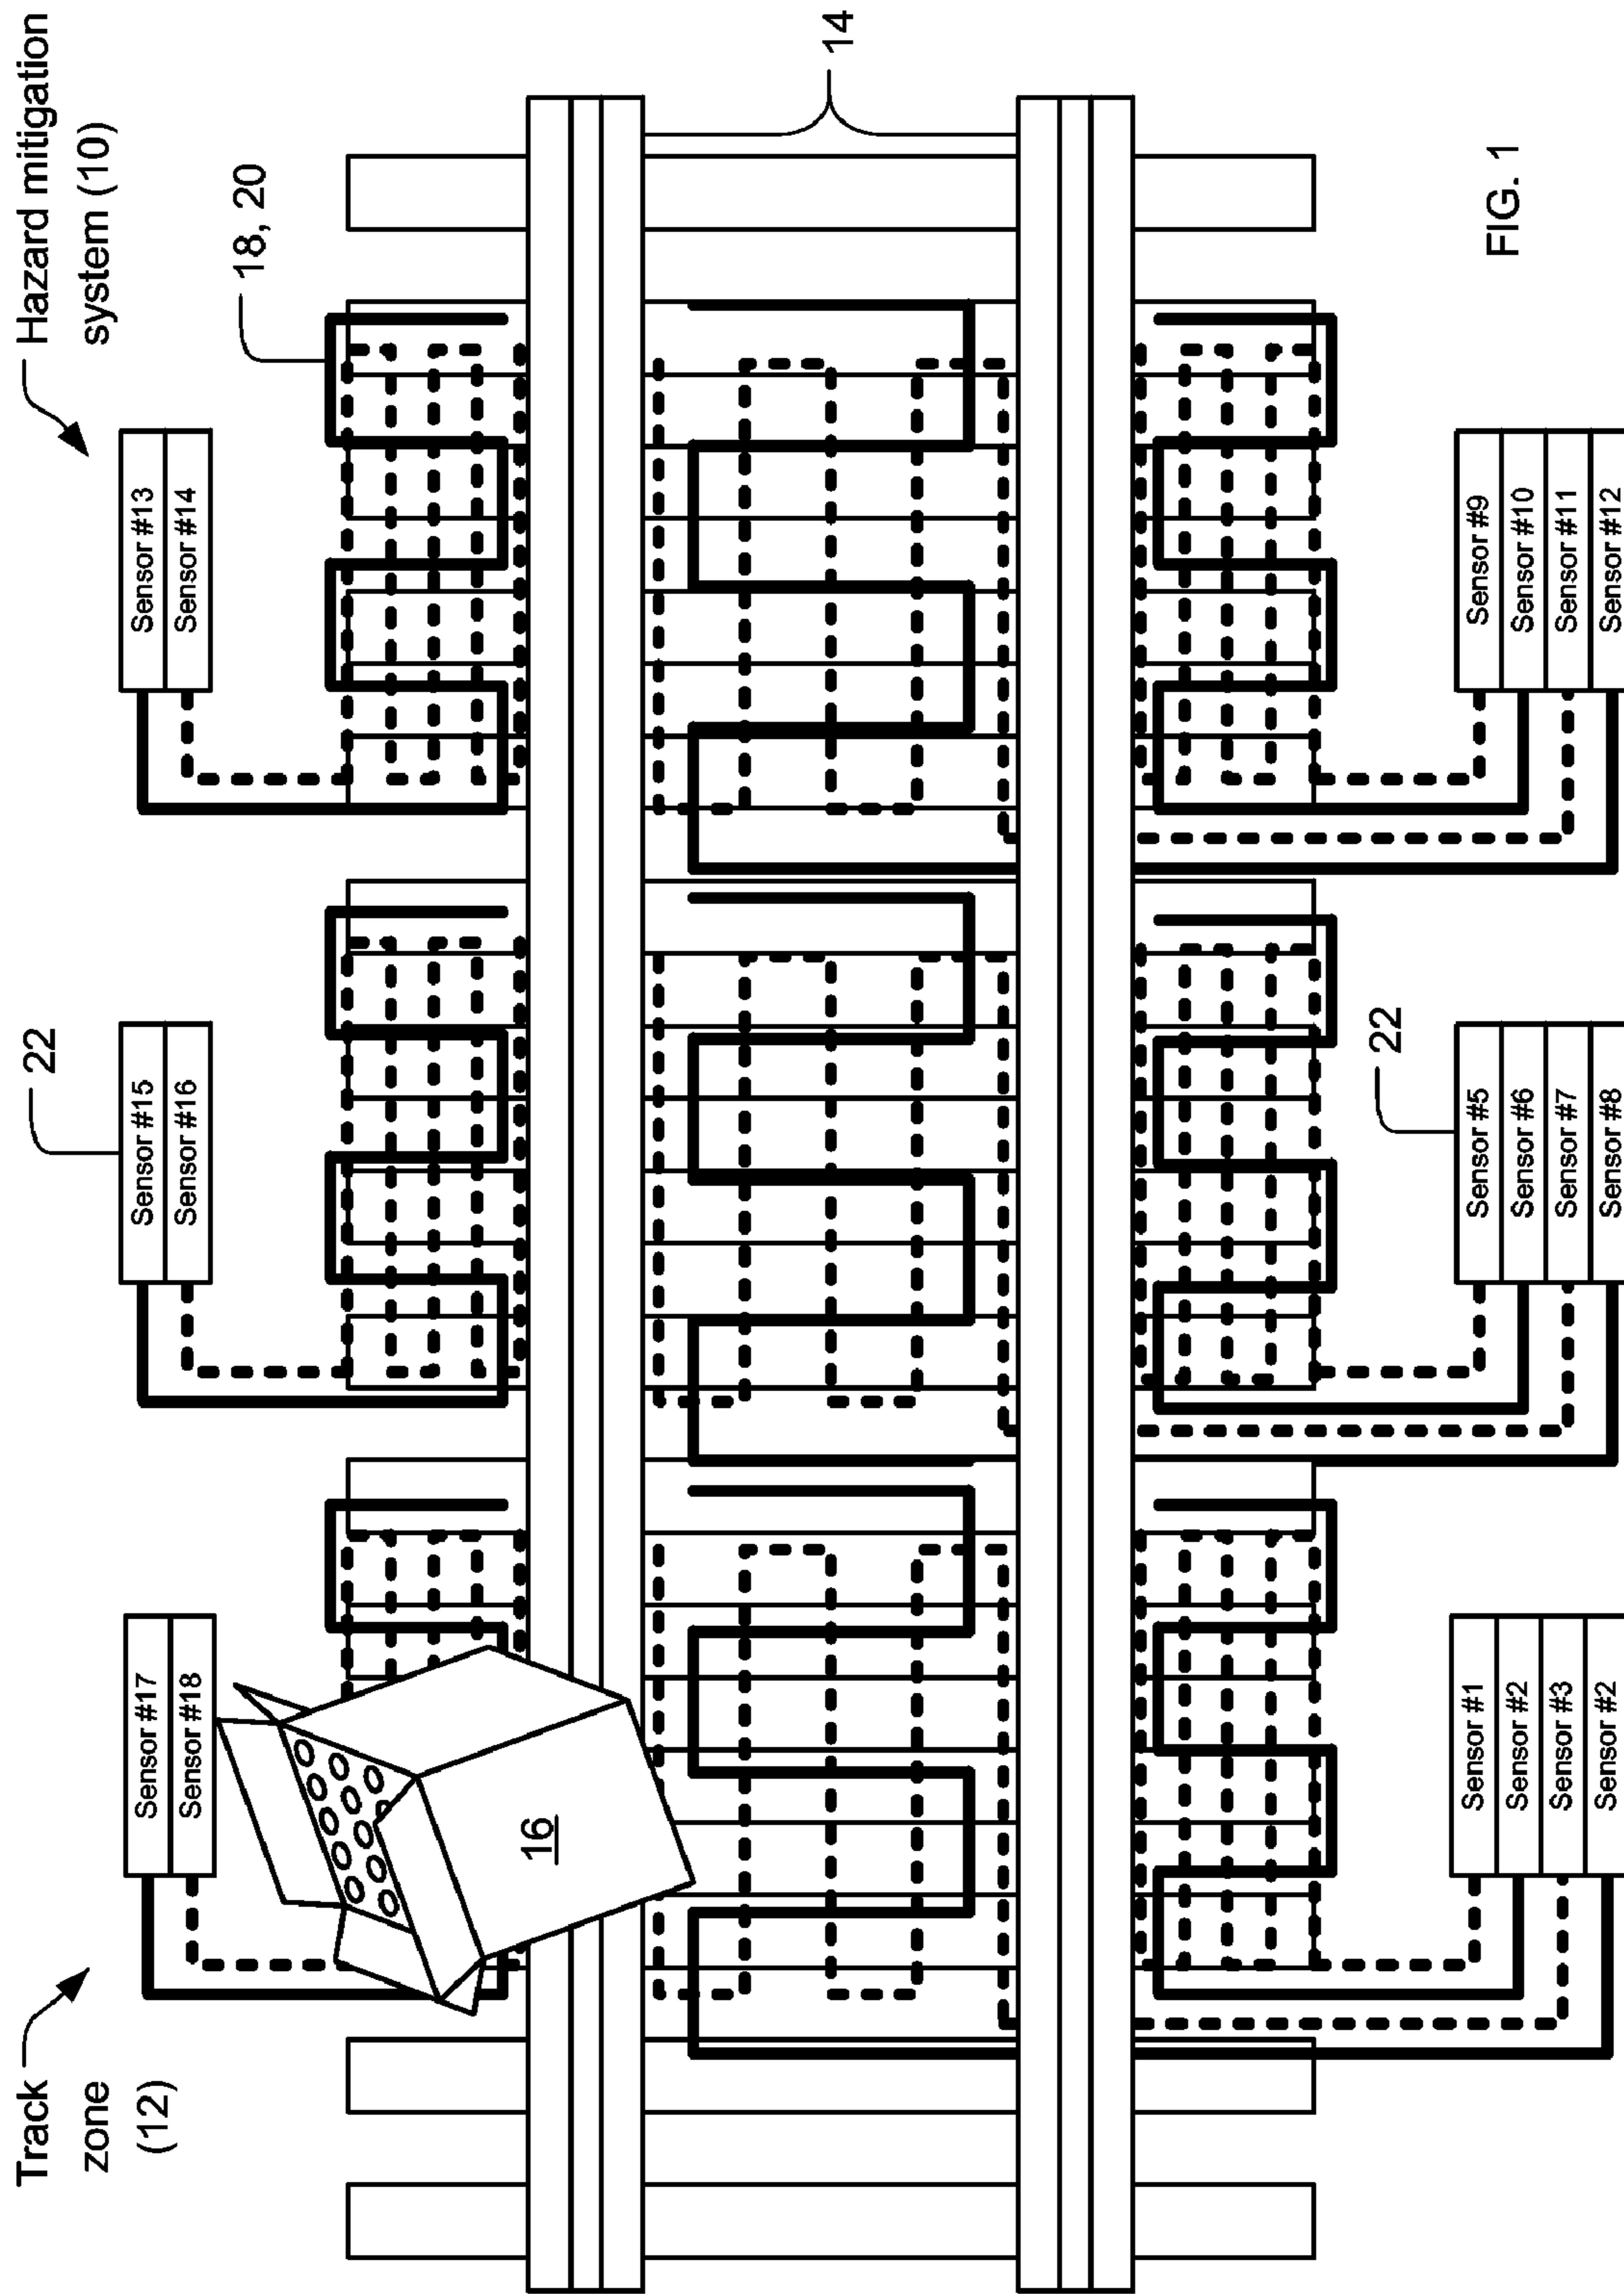 Track
zone
(12)
Hazard mitigation
system (10)
Sensor #17
Sensor #18
22
Sensor #15
Sensor #16
Sensor #13
Sensor #14
18, 20
16
14
Sensor #1
Sensor #2
Sensor #3
Sensor #2
22
Sensor #5
Sensor #6
Sensor #7
Sensor #8
Sensor #9
Sensor #10
Sensor #11
Sensor #12
FIG. 1